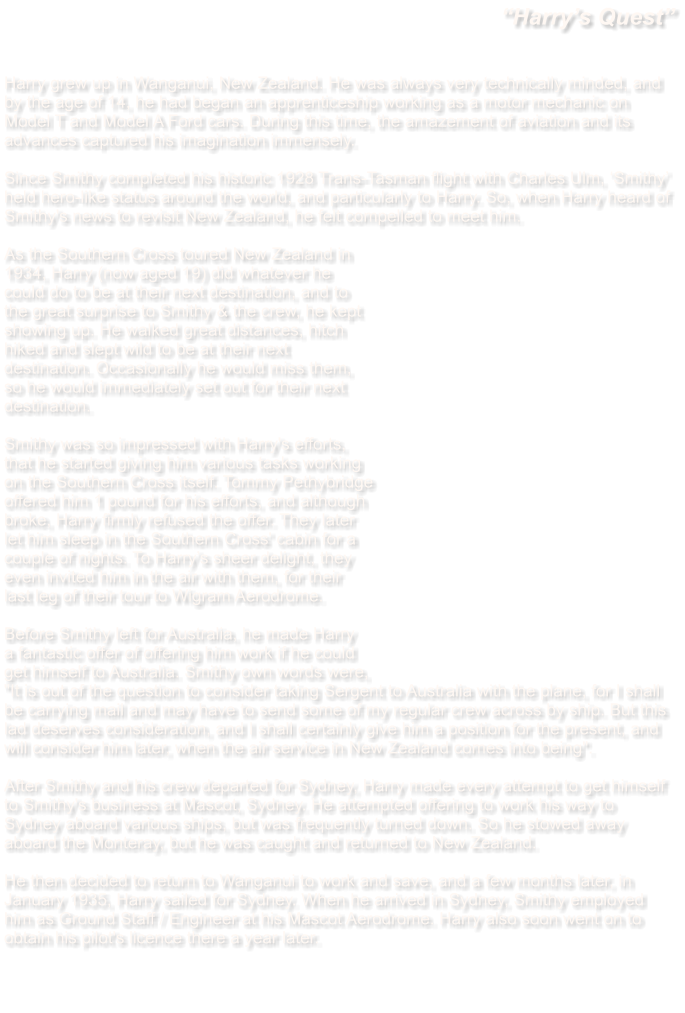 "Harry's Quest"
Harry grew up in Wanganui, New Zealand. He was always very technically minded, and
by the age of 14, he had began an apprenticeship working as a motor mechanic on
Model T and Model A Ford cars. During this time, the amazement of aviation and its
advances captured his imagination immensely.
Since Smithy completed his historic 1928 Trans-Tasman flight with Charles Ulm, 'Smithy'
held hero-like status around the world, and particularly to Harry. So, when Harry heard of
Smithy's news to revisit New Zealand, he felt compelled to meet him.
As the Southern Cross toured New Zealand in
1934, Harry (now aged 19) did whatever he
could do to be at their next destination, and to
the great surprise to Smithy & the crew, he kept
showing up. He walked great distances, hitch
hiked and slept wild to be at their next
destination. Occasionally he would miss them,
so he would immediately set out for their next
destination.
Smithy was so impressed with Harry's efforts,
that he started giving him various tasks working
on the Southern Cross itself. Tommy Pethybridge
offered him 1 pound for his efforts, and although
broke, Harry firmly refused the offer. They later
let him sleep in the Southern Cross' cabin for a
couple of nights. To Harry's sheer delight, they
even invited him in the air with them, for their
last leg of their tour to Wigram Aerodrome.
Before Smithy left for Australia, he made Harry
a fantastic offer of offering him work if he could
get himself to Australia. Smithy own words were,
"It is out of the question to consider taking Sergent to Australia with the plane, for I shall
be carrying mail and may have to send some of my regular crew across by ship. But this
lad deserves consideration, and I shall certainly give him a position for the present, and
will consider him later, when the air service in New Zealand comes into being".
After Smithy and his crew departed for Sydney, Harry made every attempt to get himself
to Smithy's business at Mascot, Sydney. He attempted offering to work his way to
Sydney aboard various ships, but was frequently turned down. So he stowed away
aboard the Monteray, but he was caught and returned to New Zealand.
He then decided to return to Wanganui to work and save, and a few months later, in
January 1935, Harry sailed for Sydney. When he arrived in Sydney, Smithy employed
him as Ground Staff / Engineer at his Mascot Aerodrome. Harry also soon went on to
obtain his pilot's licence there a year later.